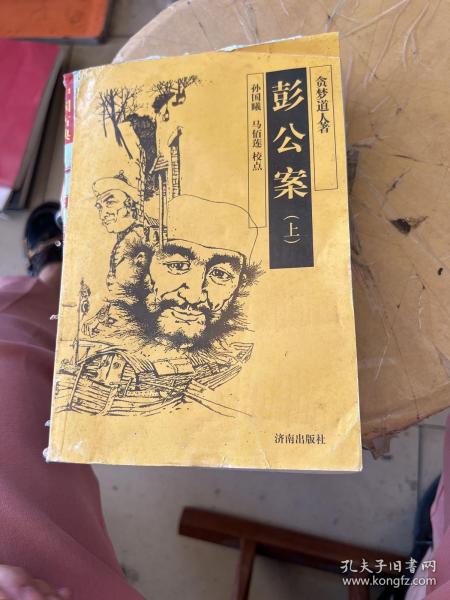 贪梦道人著
彭公案(上)
孙国曦 马佰莲 校点
济南出版社
孔夫子旧书网
www.kongfz.com